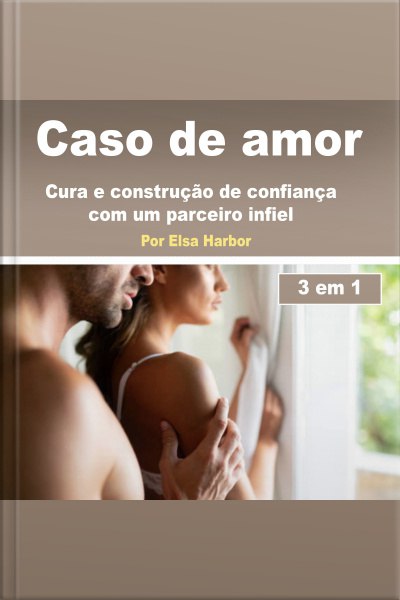 Caso de amor
Cura e construção de confiança
com um parceiro infiel
Por Elsa Harbor
3 em 1